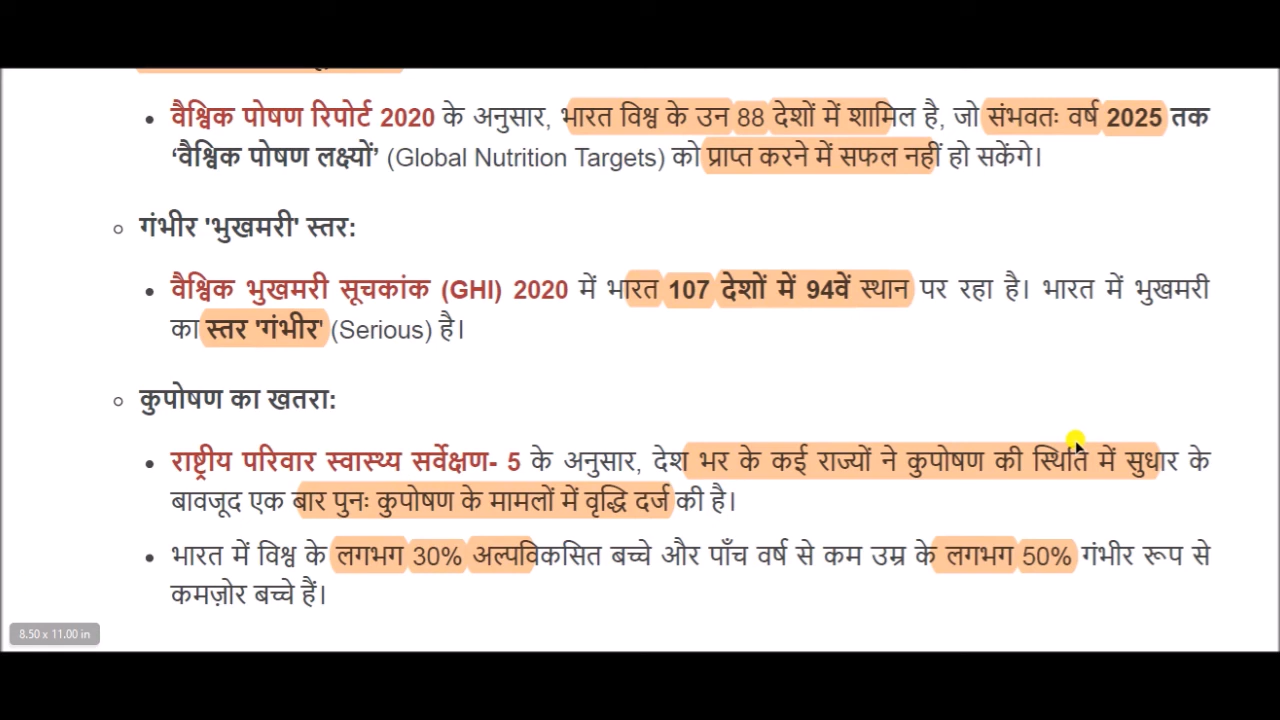 वैश्विक पोषण रिपोर्ट 2020 के अनुसार, भारत विश्व के उन 88 देशों में शामिल है, जो संभवतः वर्ष 2025 तक
‘वैश्विक पोषण लक्ष्यों’ (Global Nutrition Targets) को प्राप्त करने में सफल नहीं हो सकेंगे।
गंभीर 'भुखमरी' स्तर:
वैश्विक भुखमरी सूचकांक (GHI) 2020 में भारत 107 देशों में 94वें स्थान पर रहा है। भारत में भुखमरी
का स्तर 'गंभीर' (Serious) है।
कुपोषण का खतरा:
राष्ट्रीय परिवार स्वास्थ्य सर्वेक्षण- 5 के अनुसार, देश भर के कई राज्यों ने कुपोषण की स्थिति में सुधार के
बावजूद एक बार पुनः कुपोषण के मामलों में वृद्धि दर्ज की है।
भारत में विश्व के लगभग 30% अल्पविकसित बच्चे और पाँच वर्ष से कम उम्र के लगभग 50% गंभीर रूप से
कमज़ोर बच्चे हैं।
8.50 x 11.00 in